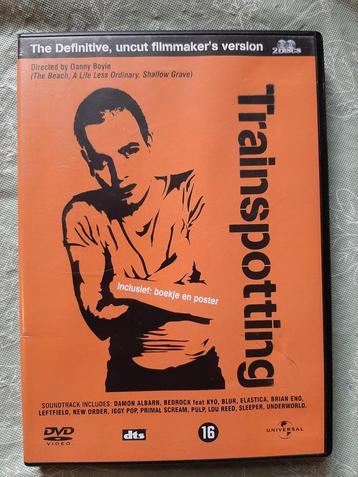 The Definitive, uncut filmmaker's version
2 DISCS
Directed by Danny Boyle
(The Beach, A Life Less Ordinary, Shallow Grave)
Trainspotting
Inclusief: boekje en poster
SOUNDTRACK INCLUDES: DAMON ALBARN, BEDROCK feat KYO, BLUR, ELASTICA, BRIAN ENO,
LEFTFIELD, NEW ORDER, IGGY POP, PRIMAL SCREAM, PULP, LOU REED, SLEEPER, UNDERWORLD.
DVD
VIDEO
dts
16
UNIVERSAL